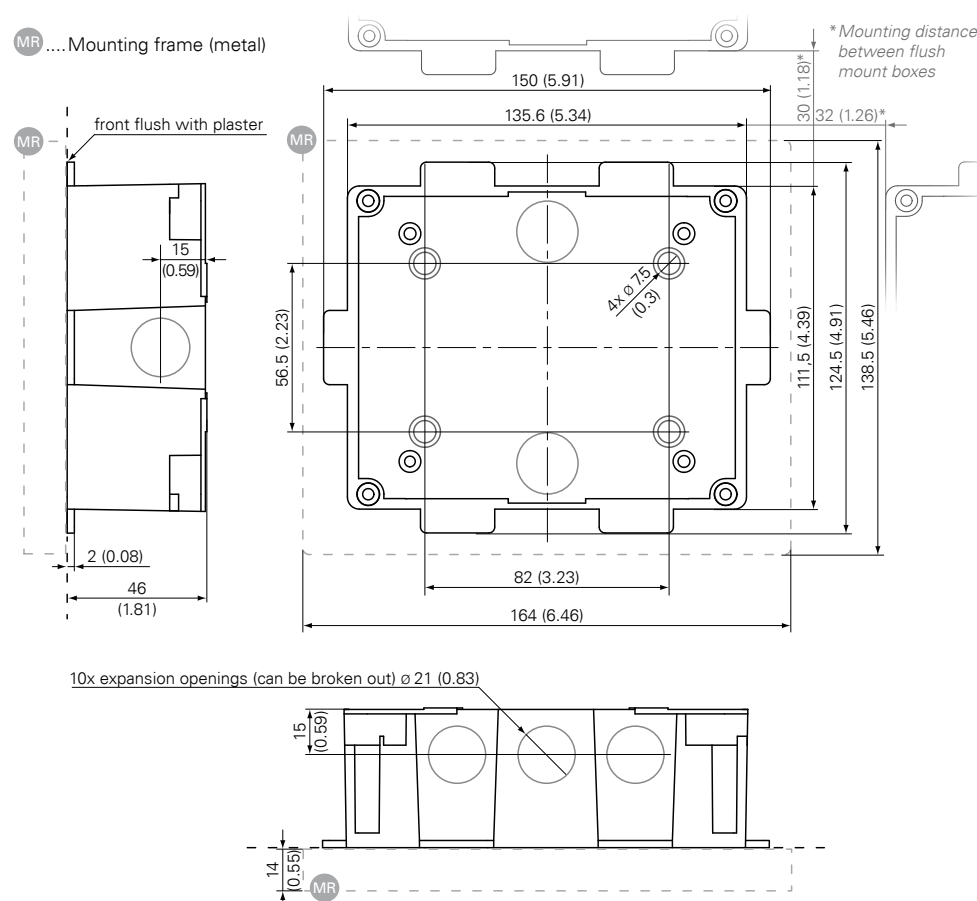 MR ....Mounting frame (metal)
* Mounting distance
between flush
mount boxes
150 (5.91)
30 (1.18)*
135.6 (5.34)
32 (1.26)*
front flush with plaster
MR
MR
15
(0.59)
4x ø 7.5
(0.3)
56.5 (2.23)
111,5 (4.39)
124.5 (4.91)
138.5 (5.46)
2 (0.08)
46
(1.81)
82 (3.23)
164 (6.46)
10x expansion openings (can be broken out) ø 21 (0.83)
15
(0.59)
14
(0.55)
MR